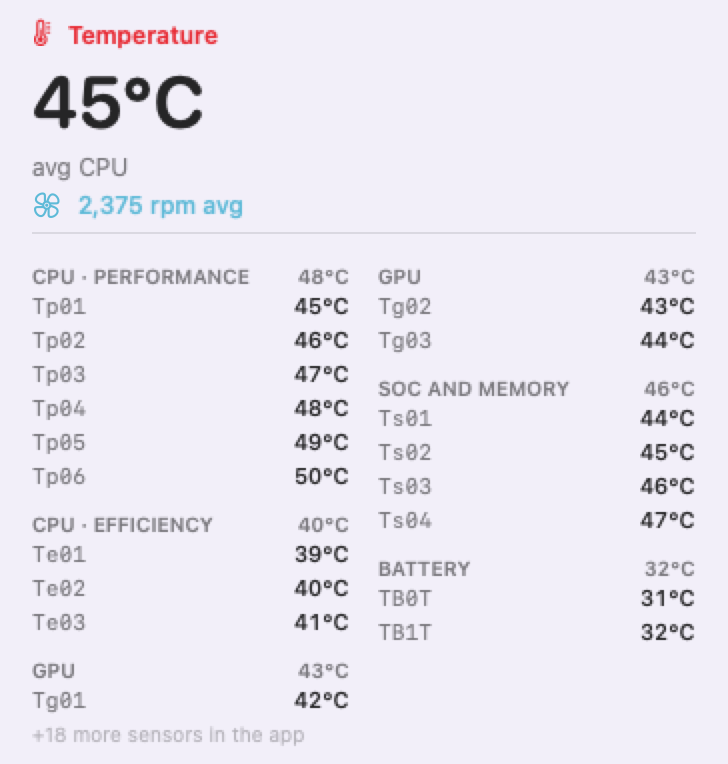 Temperature
45°C
avg CPU
2,375 rpm avg
CPU · PERFORMANCE 48°C
Tp01 45°C
Tp02 46°C
Tp03 47°C
Tp04 48°C
Tp05 49°C
Tp06 50°C
CPU · EFFICIENCY 40°C
Te01 39°C
Te02 40°C
Te03 41°C
GPU 43°C
Tg01 42°C
+18 more sensors in the app
GPU 43°C
Tg02 43°C
Tg03 44°C
SOC AND MEMORY 46°C
Ts01 44°C
Ts02 45°C
Ts03 46°C
Ts04 47°C
BATTERY 32°C
TB0T 31°C
TB1T 32°C